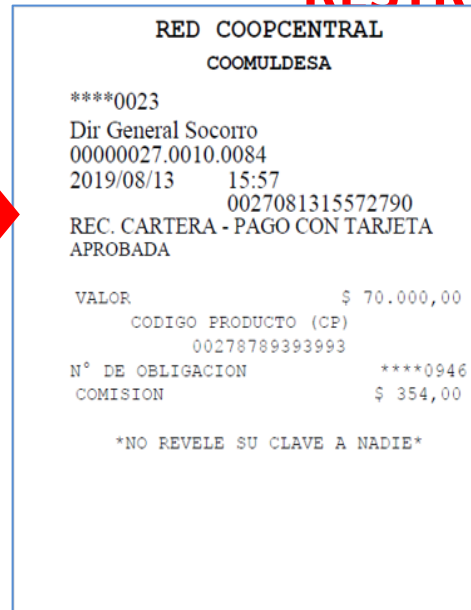 RED COOPCENTRAL
COOMULDESA
****0023
Dir General Socorro
00000027.0010.0084
2019/08/13 15:57
0027081315572790
REC. CARTERA - PAGO CON TARJETA
APROBADA
VALOR $ 70.000,00
CODIGO PRODUCTO (CP)
00278789393993
N° DE OBLIGACION ****0946
COMISION $ 354,00
*NO REVELE SU CLAVE A NADIE*